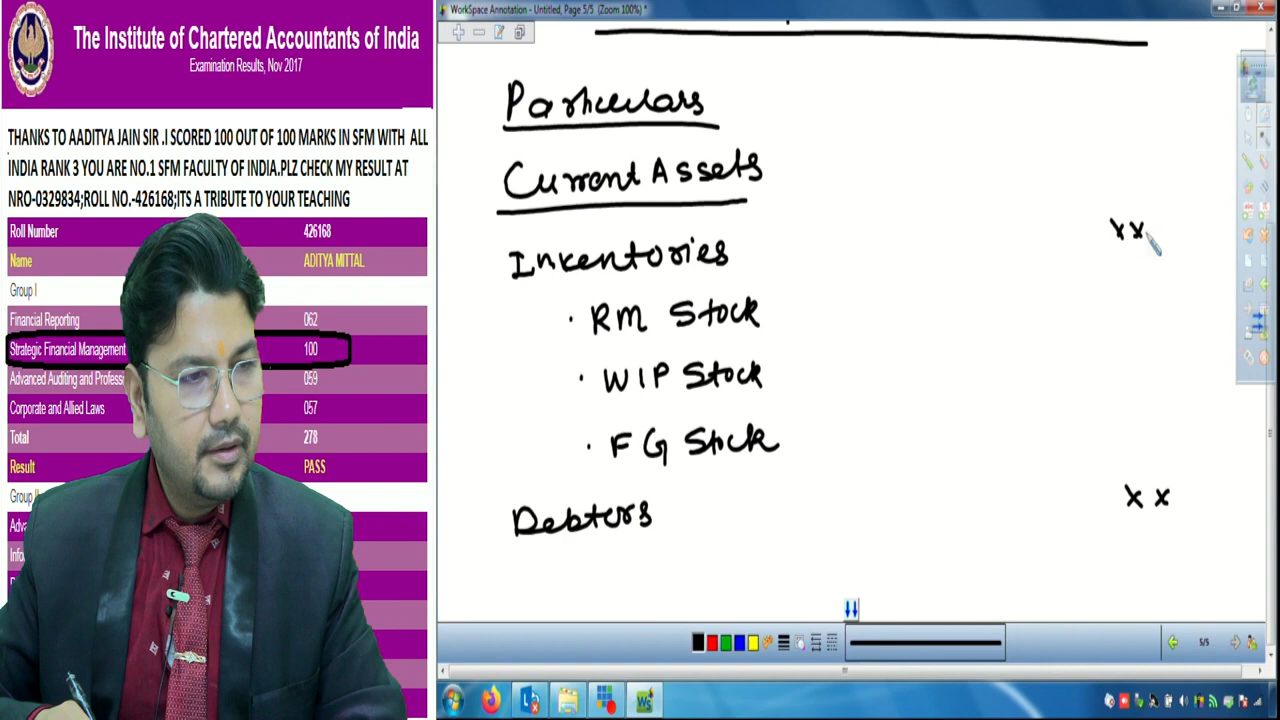 The Institute of Chartered Accountants of India
Examination Results, Nov 2017
THANKS TO AADITYA JAIN SIR .I SCORED 100 OUT OF 100 MARKS IN SFM WITH ALL
INDIA RANK 3 YOU ARE NO.1 SFM FACULTY OF INDIA.PLZ CHECK MY RESULT AT
NRO-0329834;ROLL NO.-426168;ITS A TRIBUTE TO YOUR TEACHING
Roll Number 426168
Name ADITYA MITTAL
Group I
Financial Reporting 062
Strategic Financial Management 100
Advanced Auditing and 059
Corporate and Allied Laws 057
Total 278
Result PASS
WorkSpace Annotation - Untitled, Page 5/5 (Zoom 100%) *
Particulars
Current Assets
Inventories xx
· RM Stock
· WIP Stock
· FG Stock
Debtors xx
5/5